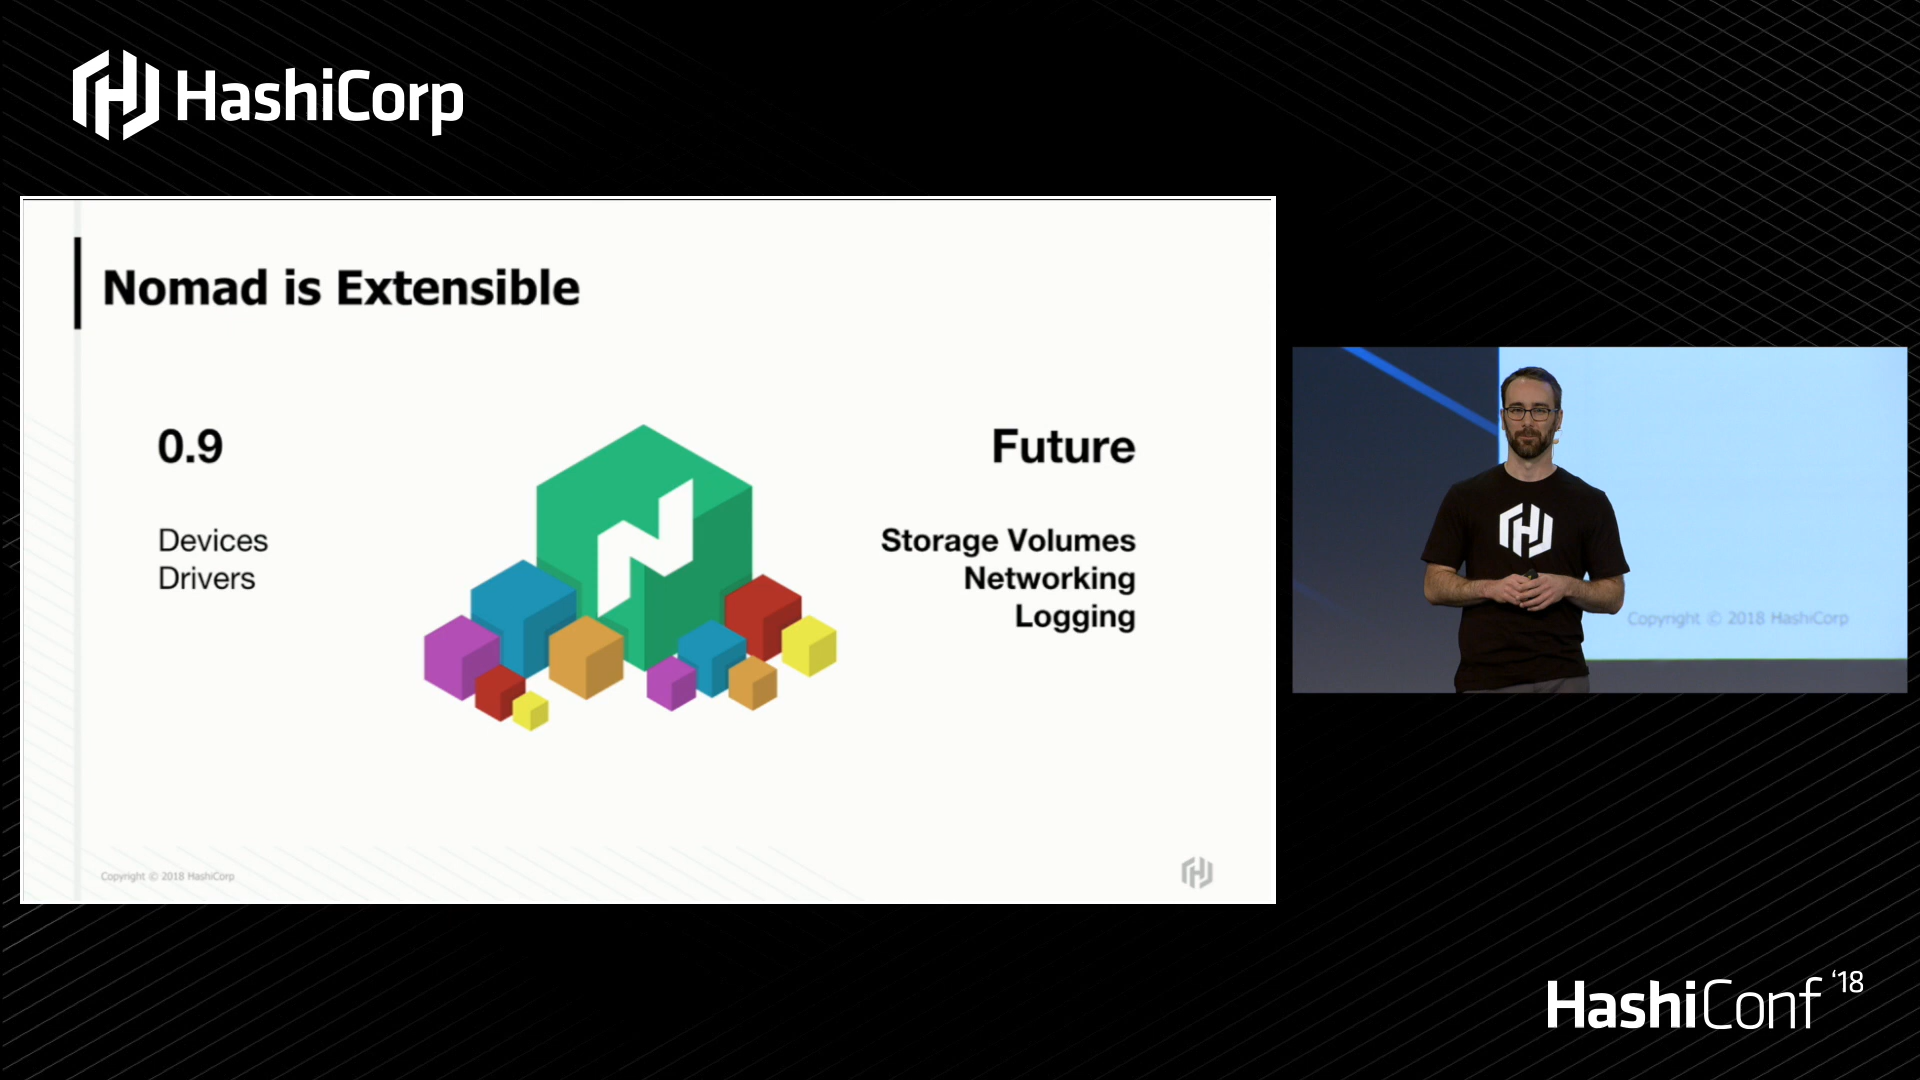 HashiCorp
Nomad is Extensible
0.9
Devices
Drivers
Future
Storage Volumes
Networking
Logging
Copyright © 2018 HashiCorp
Copyright © 2018 HashiCorp
HashiConf '18